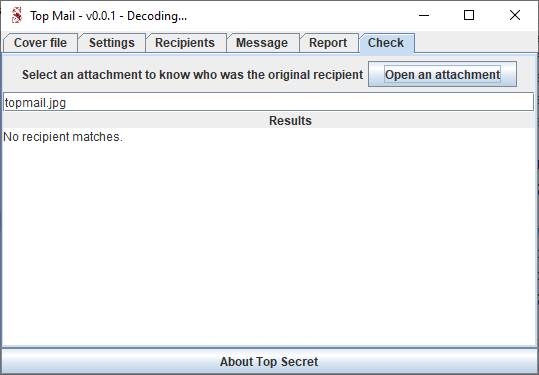 Top Mail - v0.0.1 - Decoding...
Cover file Settings Recipients Message Report Check
Select an attachment to know who was the original recipient Open an attachment
topmail.jpg
Results
No recipient matches.
About Top Secret